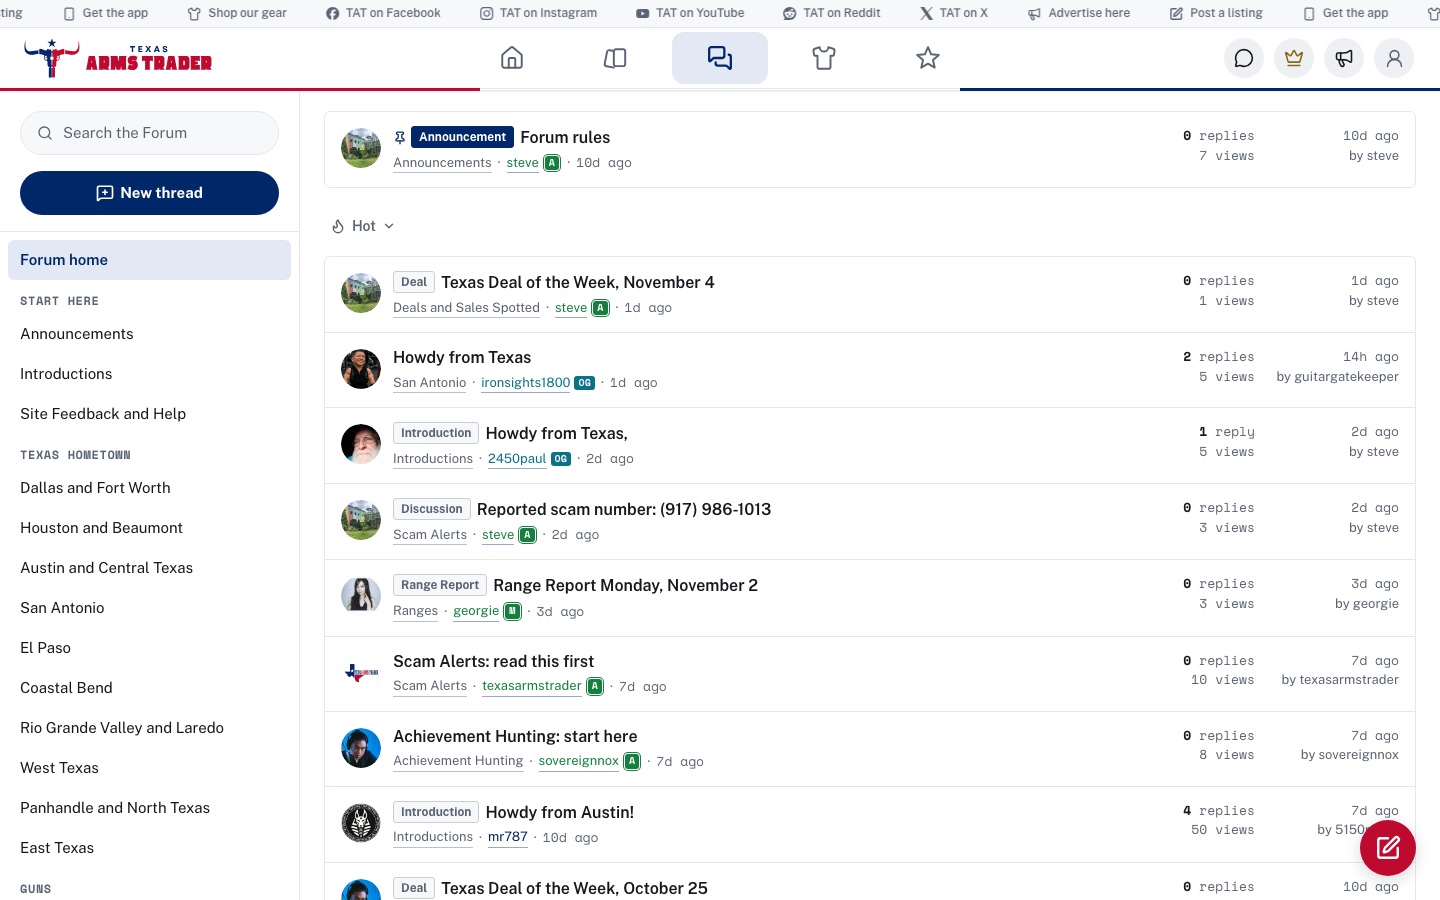 ting
Get the app
Shop our gear
TAT on Facebook
TAT on Instagram
TAT on YouTube
TAT on Reddit
TAT on X
Advertise here
Post a listing
Get the app
TEXAS
ARMS TRADER
Search the Forum
New thread
Forum home
START HERE
Announcements
Introductions
Site Feedback and Help
TEXAS HOMETOWN
Dallas and Fort Worth
Houston and Beaumont
Austin and Central Texas
San Antonio
El Paso
Coastal Bend
Rio Grande Valley and Laredo
West Texas
Panhandle and North Texas
East Texas
GUNS
Announcement Forum rules
Announcements · steve A · 10d ago
0 replies
7 views
10d ago
by steve
Hot
Deal Texas Deal of the Week, November 4
Deals and Sales Spotted · steve A · 1d ago
0 replies
1 views
1d ago
by steve
Howdy from Texas
San Antonio · ironsights1800 OG · 1d ago
2 replies
5 views
14h ago
by guitargatekeeper
Introduction Howdy from Texas,
Introductions · 2450paul OG · 2d ago
1 reply
5 views
2d ago
by steve
Discussion Reported scam number: (917) 986-1013
Scam Alerts · steve A · 2d ago
0 replies
3 views
2d ago
by steve
Range Report Range Report Monday, November 2
Ranges · georgie M · 3d ago
0 replies
3 views
3d ago
by georgie
Scam Alerts: read this first
Scam Alerts · texasarmstrader A · 7d ago
0 replies
10 views
7d ago
by texasarmstrader
Achievement Hunting: start here
Achievement Hunting · sovereignnox A · 7d ago
0 replies
8 views
7d ago
by sovereignnox
Introduction Howdy from Austin!
Introductions · mr787 · 10d ago
4 replies
50 views
7d ago
by 5150
Deal Texas Deal of the Week, October 25
0 replies
10d ago